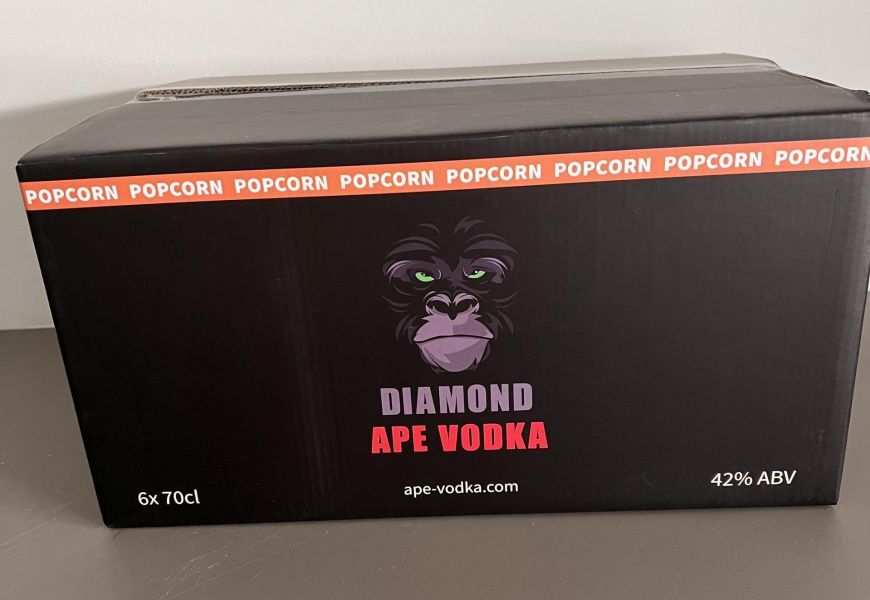 POPCORN POPCORN POPCORN POPCORN POPCORN POPCORN POPCORN POPCORN
DIAMOND
APE VODKA
6x 70cl
ape-vodka.com
42% ABV